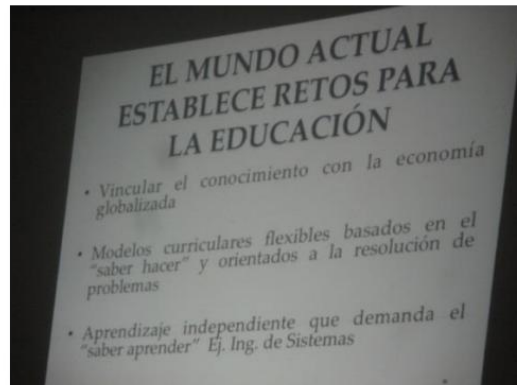 EL MUNDO ACTUAL
ESTABLECE RETOS PARA
LA EDUCACIÓN
• Vincular el conocimiento con la economía
globalizada
• Modelos curriculares flexibles basados en el
"saber hacer" y orientados a la resolución de
problemas
• Aprendizaje independiente que demanda el
"saber aprender" Ej. Ing. de Sistemas